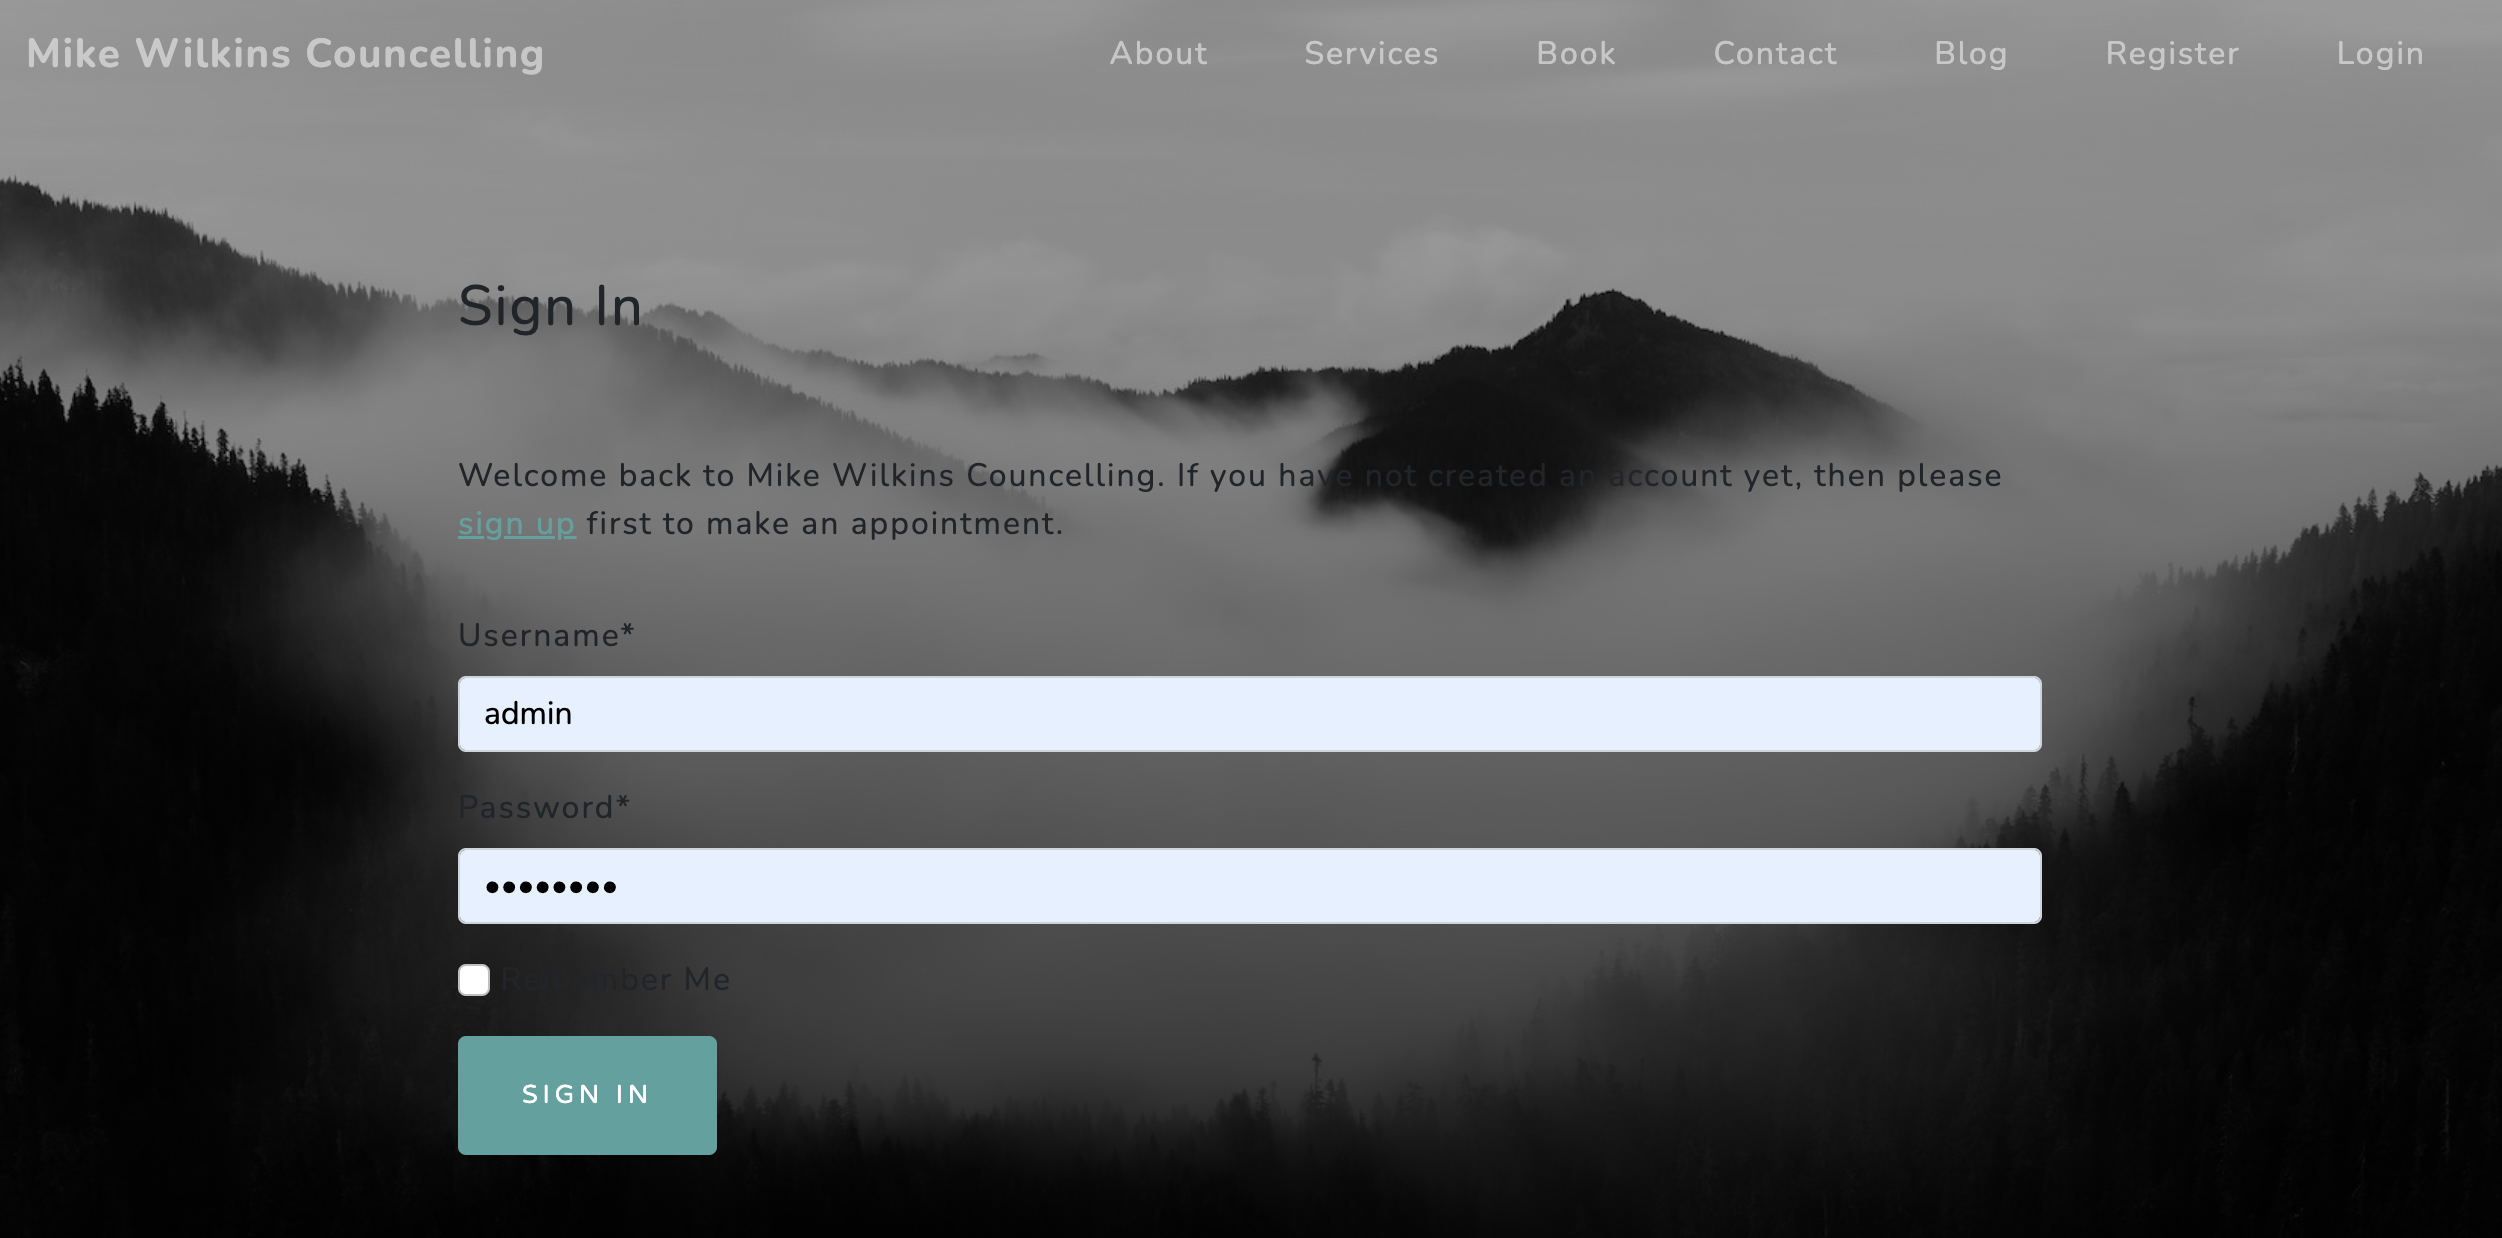 Mike Wilkins Councelling
About Services Book Contact Blog Register Login
Sign In
Welcome back to Mike Wilkins Councelling. If you have not created an account yet, then please
sign up first to make an appointment.
Username*
admin
Password*
••••••••
Remember Me
SIGN IN